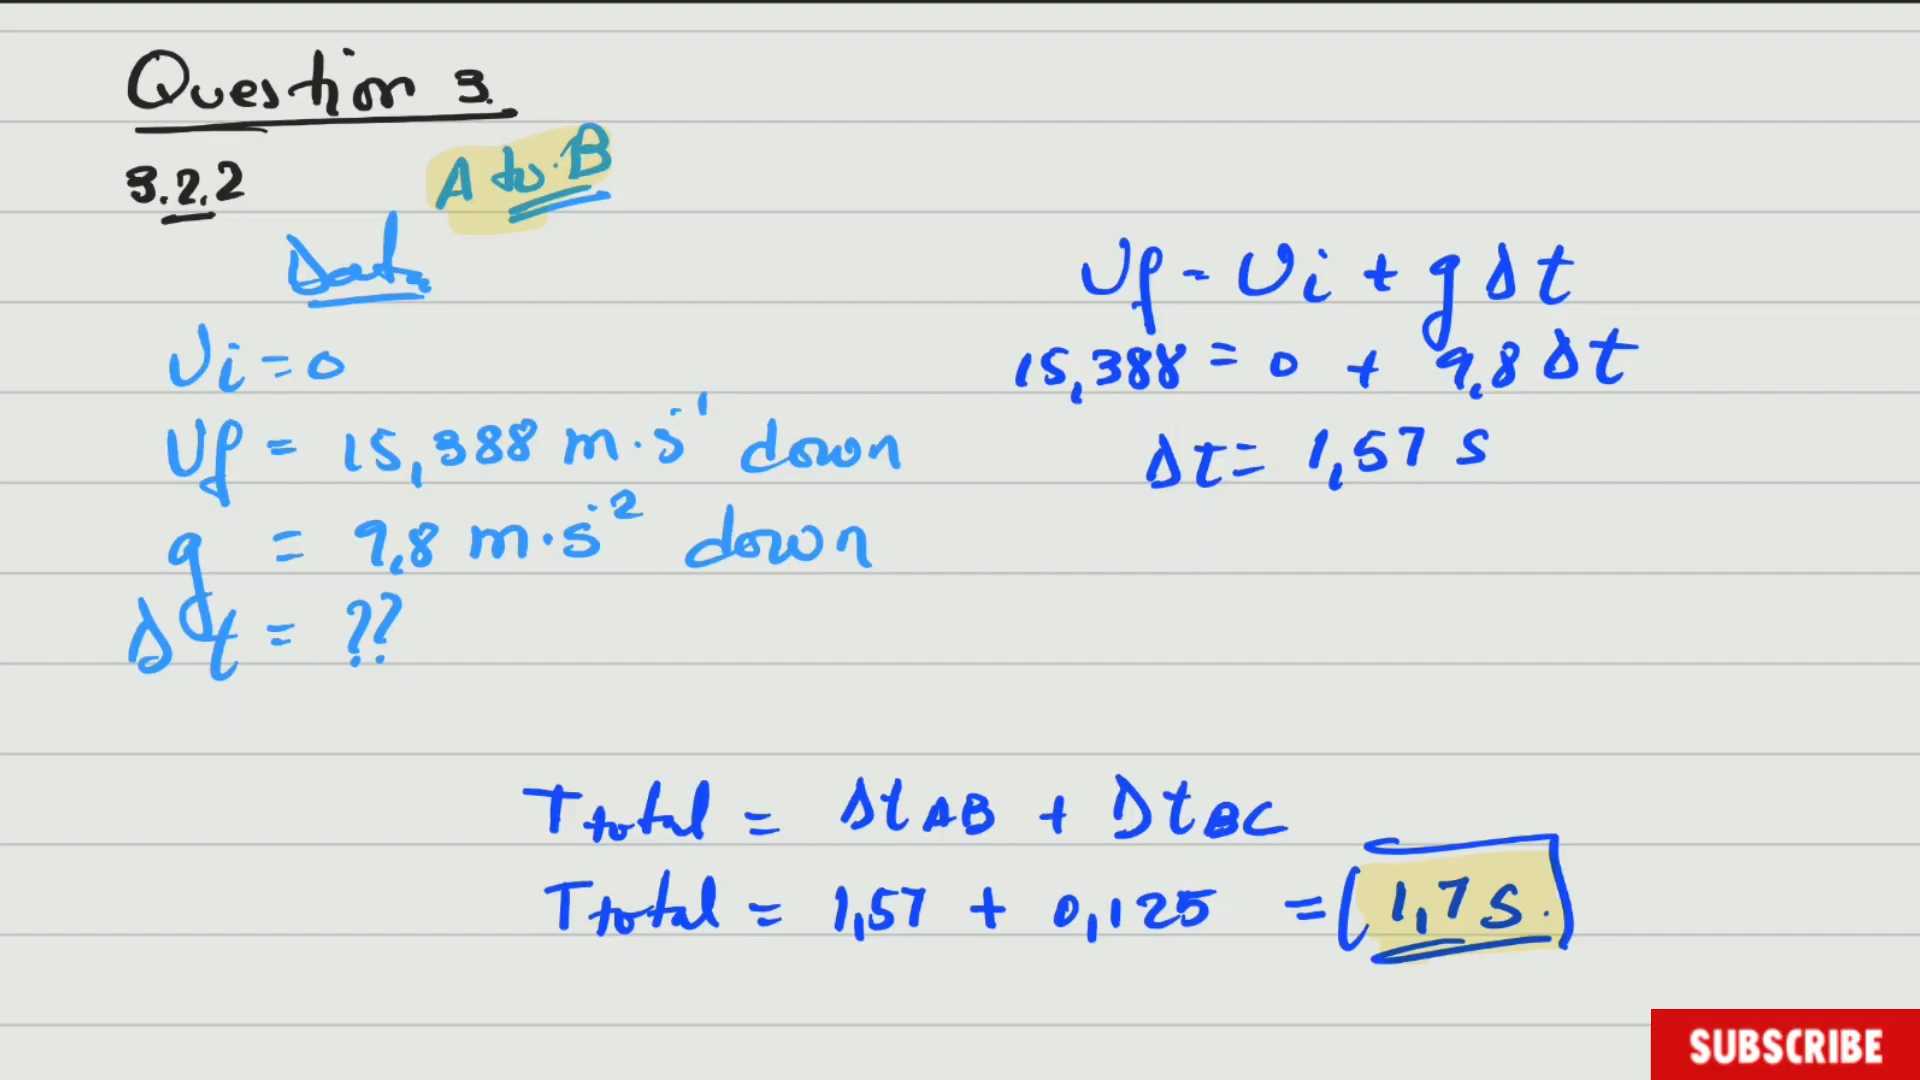 Question 3.
3.2.2
A to B
Data
Vi = 0
Vf = 15,388 m·s⁻¹ down
g = 9,8 m·s⁻² down
Δt = ??
Vf = Vi + gΔt
15,388 = 0 + 9,8Δt
Δt = 1,57 s
Ttotal = ΔtAB + ΔtBC
Ttotal = 1,57 + 0,125 = 1,7 s.
SUBSCRIBE